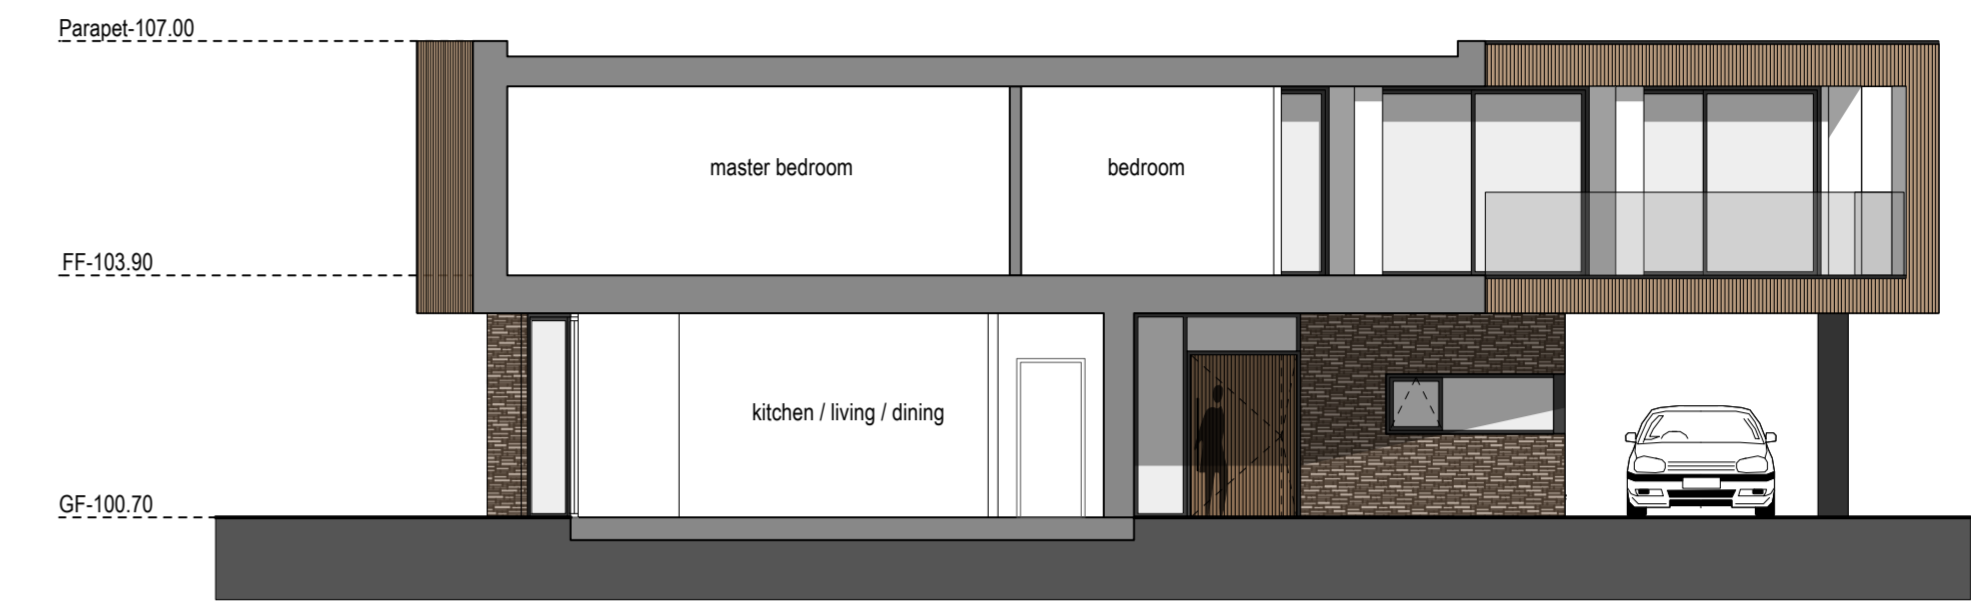 Parapet-107.00
master bedroom
bedroom
FF-103.90
kitchen / living / dining
GF-100.70